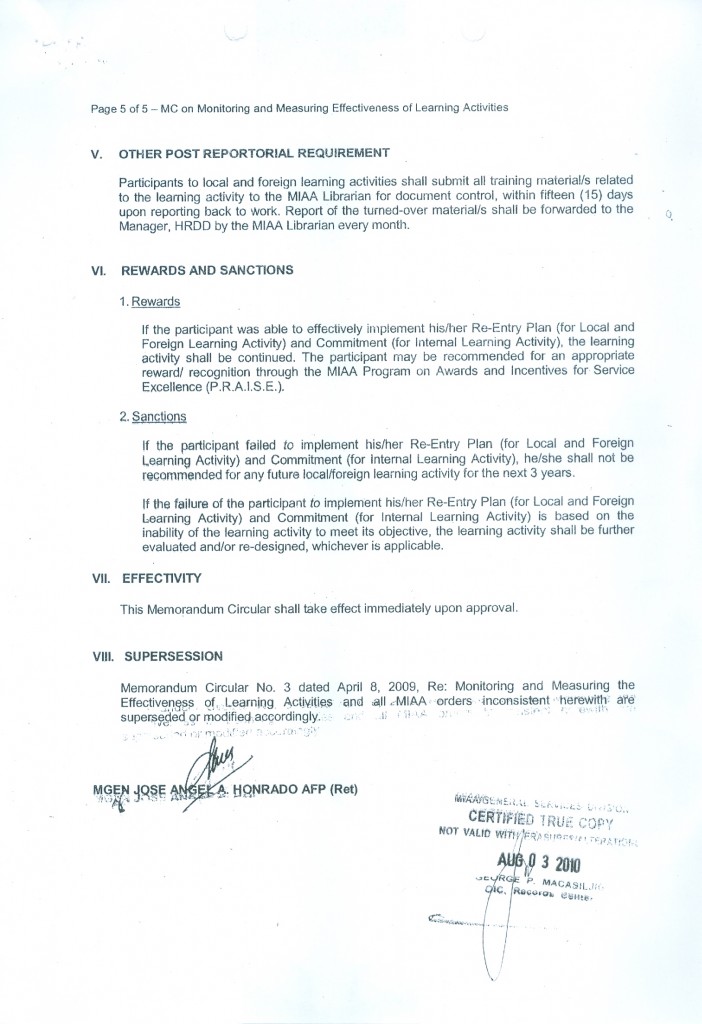 Page 5 of 5 – MC on Monitoring and Measuring Effectiveness of Learning Activities
V. OTHER POST REPORTORIAL REQUIREMENT
Participants to local and foreign learning activities shall submit all training material/s related
to the learning activity to the MIAA Librarian for document control, within fifteen (15) days
upon reporting back to work. Report of the turned-over material/s shall be forwarded to the
Manager, HRDD by the MIAA Librarian every month.
VI. REWARDS AND SANCTIONS
1. Rewards
If the participant was able to effectively implement his/her Re-Entry Plan (for Local and
Foreign Learning Activity) and Commitment (for Internal Learning Activity), the learning
activity shall be continued. The participant may be recommended for an appropriate
reward/ recognition through the MIAA Program on Awards and Incentives for Service
Excellence (P.R.A.I.S.E.).
2. Sanctions
If the participant failed to implement his/her Re-Entry Plan (for Local and Foreign
Learning Activity) and Commitment (for Internal Learning Activity), he/she shall not be
recommended for any future local/foreign learning activity for the next 3 years.
If the failure of the participant to implement his/her Re-Entry Plan (for Local and Foreign
Learning Activity) and Commitment (for Internal Learning Activity) is based on the
inability of the learning activity to meet its objective, the learning activity shall be further
evaluated and/or re-designed, whichever is applicable.
VII. EFFECTIVITY
This Memorandum Circular shall take effect immediately upon approval.
VIII. SUPERSESSION
Memorandum Circular No. 3 dated April 8, 2009, Re: Monitoring and Measuring the
Effectiveness of Learning Activities and all MIAA orders inconsistent herewith are
superseded or modified accordingly.
MGEN JOSE ANGEL A. HONRADO AFP (Ret)
MIAA GENERAL SERVICES DIVISION
CERTIFIED TRUE COPY
NOT VALID WITH ERASURES/ALTERATION
AUG 03 2010
GEORGE P.
OIC, Records Center